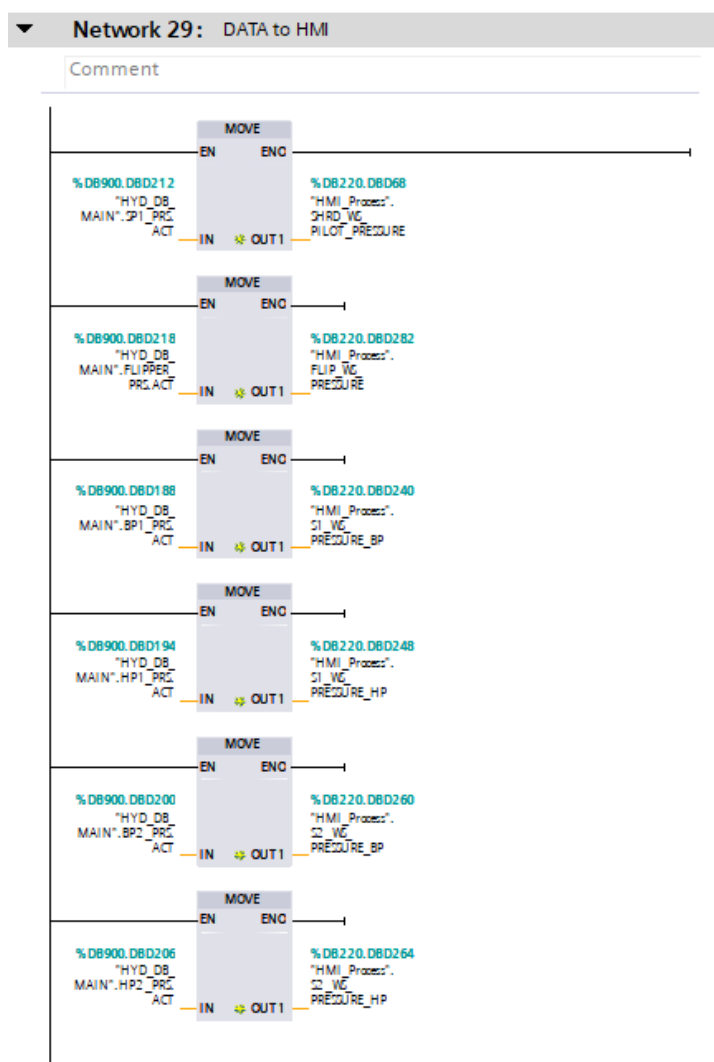 Network 29: DATA to HMI
Comment
MOVE
EN ENO
%DB900.DBD212 %DB220.DBD68
"HYD_DB_ "HMI_Process".
MAIN".SP1_PRS. SHRD_WS_
ACT PILOT_PRESSURE
IN OUT1
MOVE
EN ENO
%DB900.DBD218 %DB220.DBD282
"HYD_DB_ "HMI_Process".
MAIN".FLIPPER_ FLIP_WS_
PRS.ACT PRESSURE
IN OUT1
MOVE
EN ENO
%DB900.DBD188 %DB220.DBD240
"HYD_DB_ "HMI_Process".
MAIN".BP1_PRS. S1_WS_
ACT PRESSURE_BP
IN OUT1
MOVE
EN ENO
%DB900.DBD194 %DB220.DBD248
"HYD_DB_ "HMI_Process".
MAIN".HP1_PRS. S1_WS_
ACT PRESSURE_HP
IN OUT1
MOVE
EN ENO
%DB900.DBD200 %DB220.DBD260
"HYD_DB_ "HMI_Process".
MAIN".BP2_PRS. S2_WS_
ACT PRESSURE_BP
IN OUT1
MOVE
EN ENO
%DB900.DBD206 %DB220.DBD264
"HYD_DB_ "HMI_Process".
MAIN".HP2_PRS. S2_WS_
ACT PRESSURE_HP
IN OUT1